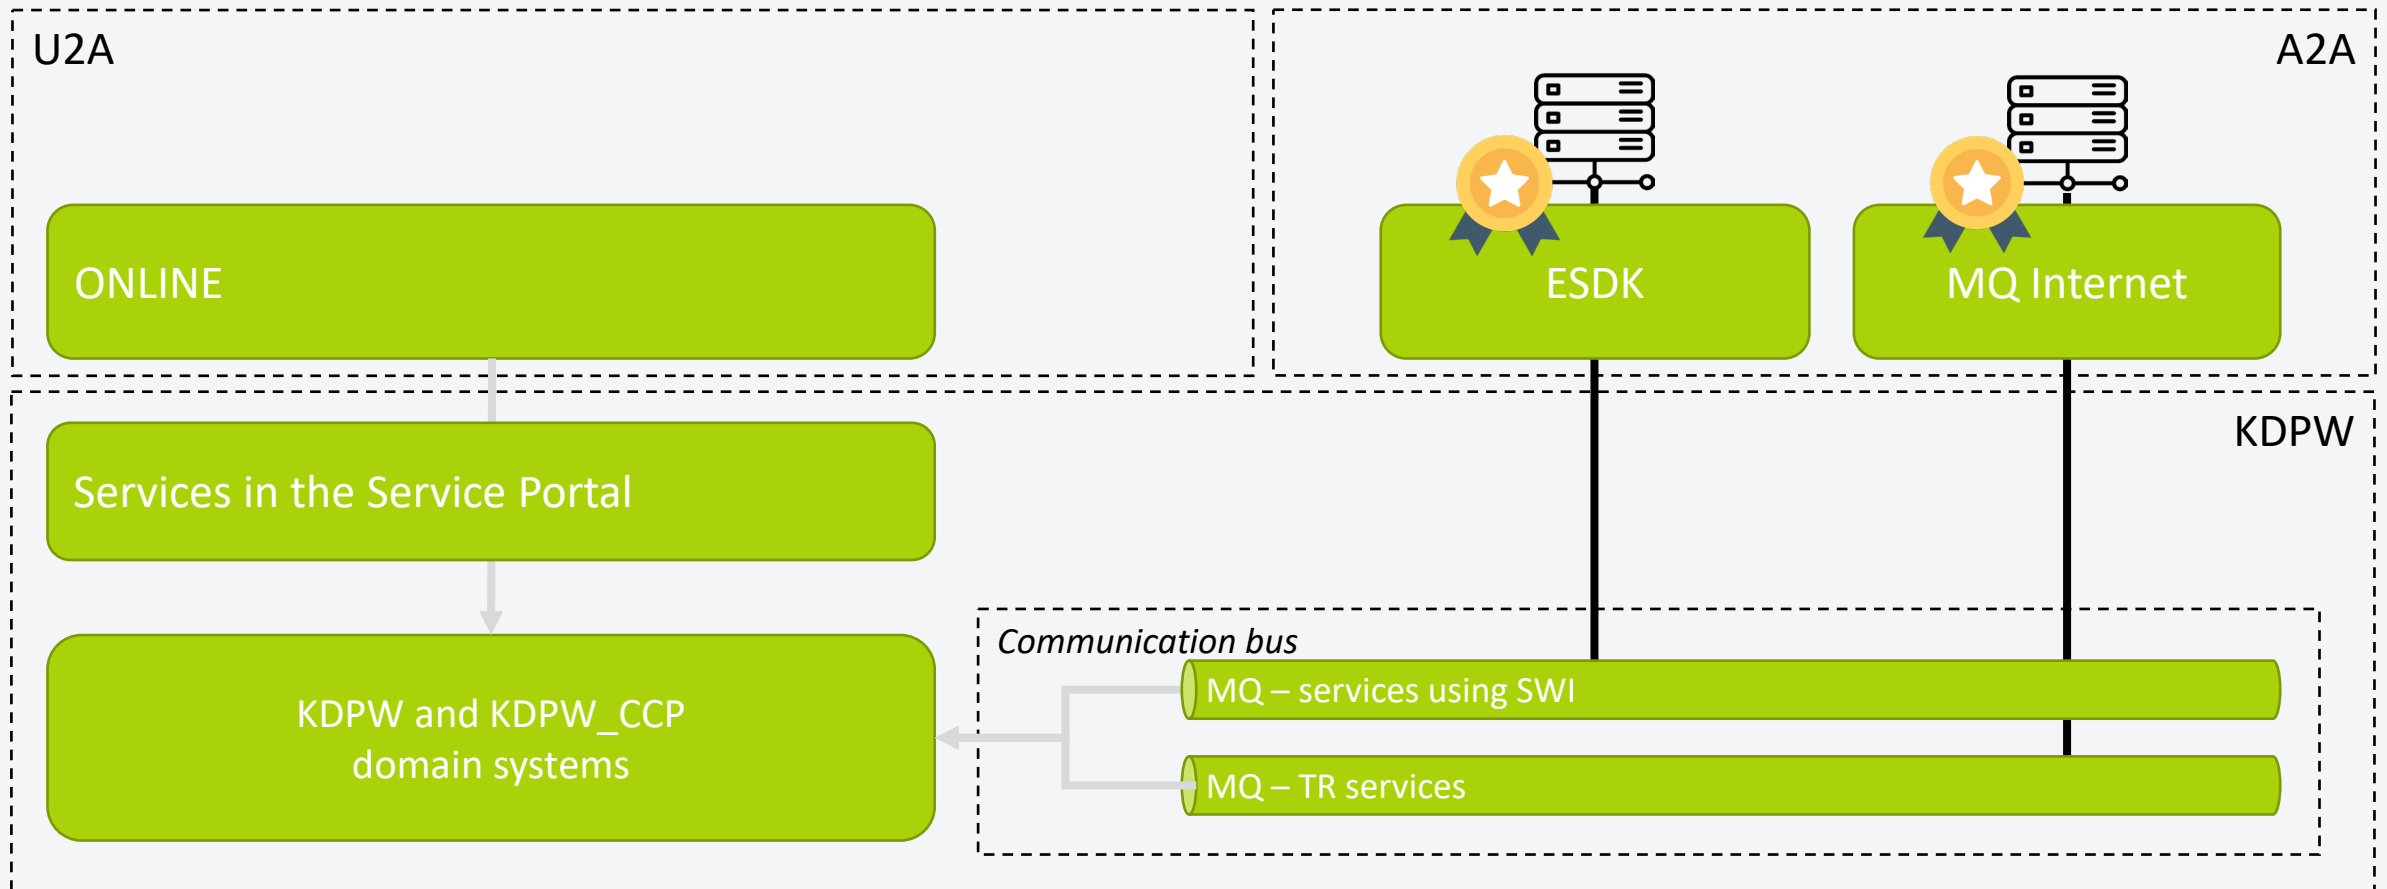 U2A
A2A
ONLINE
ESDK
MQ Internet
KDPW
Services in the Service Portal
Communication bus
MQ – services using SWI
KDPW and KDPW_CCP
domain systems
MQ – TR services